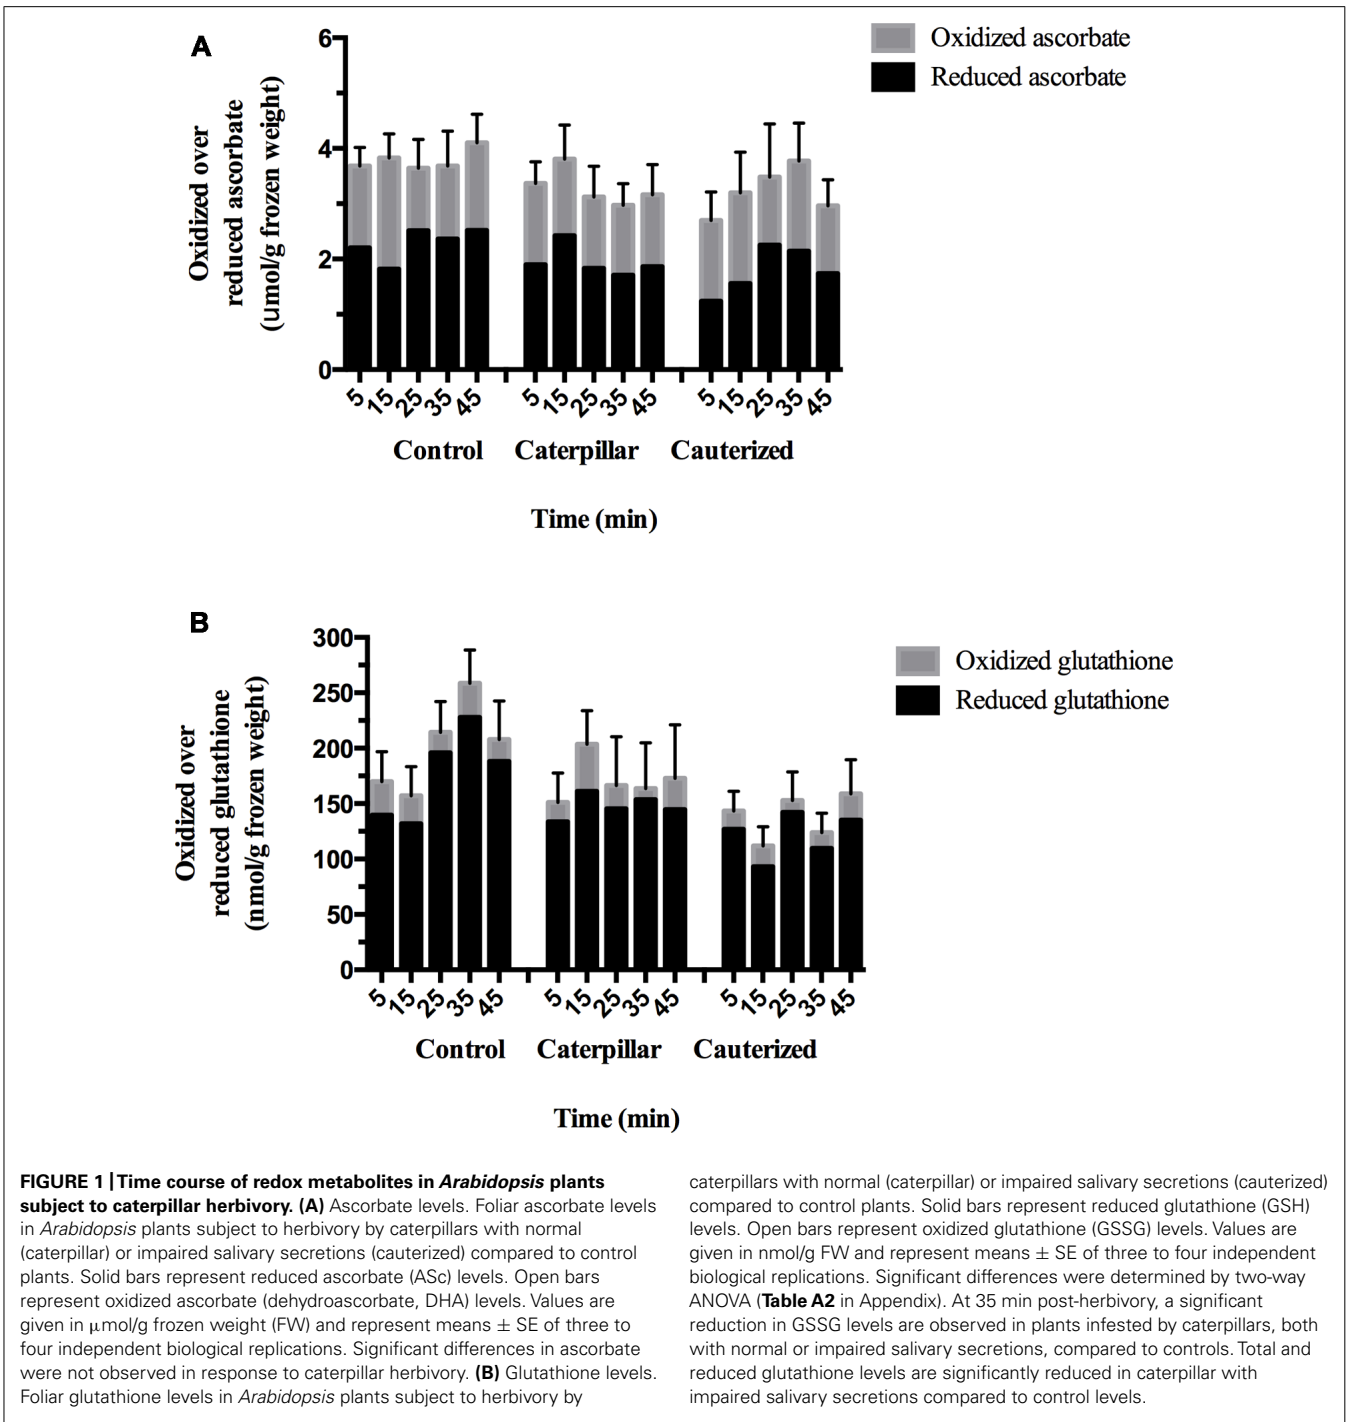 A
Oxidized ascorbate
Reduced ascorbate
Oxidized over
reduced ascorbate
(umol/g frozen weight)
6
4
2
0
5 15 25 35 45 5 15 25 35 45 5 15 25 35 45
Control Caterpillar Cauterized
Time (min)
B
Oxidized glutathione
Reduced glutathione
Oxidized over
reduced glutathione
(nmol/g frozen weight)
300
250
200
150
100
50
0
5 15 25 35 45 5 15 25 35 45 5 15 25 35 45
Control Caterpillar Cauterized
Time (min)
FIGURE 1 | Time course of redox metabolites in Arabidopsis plants
subject to caterpillar herbivory. (A) Ascorbate levels. Foliar ascorbate levels
in Arabidopsis plants subject to herbivory by caterpillars with normal
(caterpillar) or impaired salivary secretions (cauterized) compared to control
plants. Solid bars represent reduced ascorbate (ASc) levels. Open bars
represent oxidized ascorbate (dehydroascorbate, DHA) levels. Values are
given in μmol/g frozen weight (FW) and represent means ± SE of three to
four independent biological replications. Significant differences in ascorbate
were not observed in response to caterpillar herbivory. (B) Glutathione levels.
Foliar glutathione levels in Arabidopsis plants subject to herbivory by
caterpillars with normal (caterpillar) or impaired salivary secretions (cauterized)
compared to control plants. Solid bars represent reduced glutathione (GSH)
levels. Open bars represent oxidized glutathione (GSSG) levels. Values are
given in nmol/g FW and represent means ± SE of three to four independent
biological replications. Significant differences were determined by two-way
ANOVA (Table A2 in Appendix). At 35 min post-herbivory, a significant
reduction in GSSG levels are observed in plants infested by caterpillars, both
with normal or impaired salivary secretions, compared to controls. Total and
reduced glutathione levels are significantly reduced in caterpillar with
impaired salivary secretions compared to control levels.